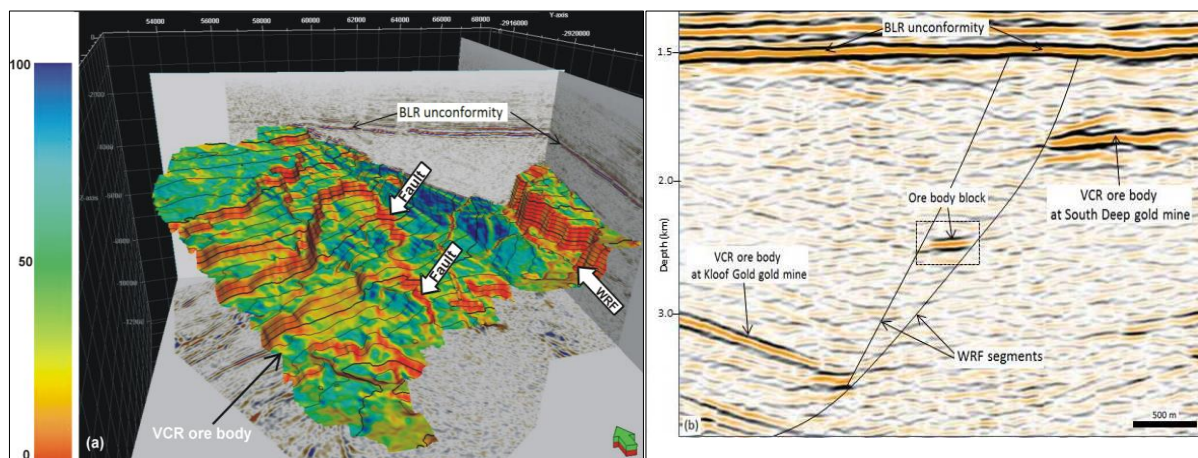 54000 56000 58000 60000 62000 64000 66000 68000 -2916000 Y-axis
-2920000
0
BLR unconformity
100
-2000
Fault
Fault
50
WRF
VCR ore body
0
(a)
BLR unconformity
1.5
VCR ore body
at South Deep gold mine
2.0
Ore body block
Depth (km)
VCR ore body
at Kloof Gold gold mine
3.0
WRF segments
500 m
(b)